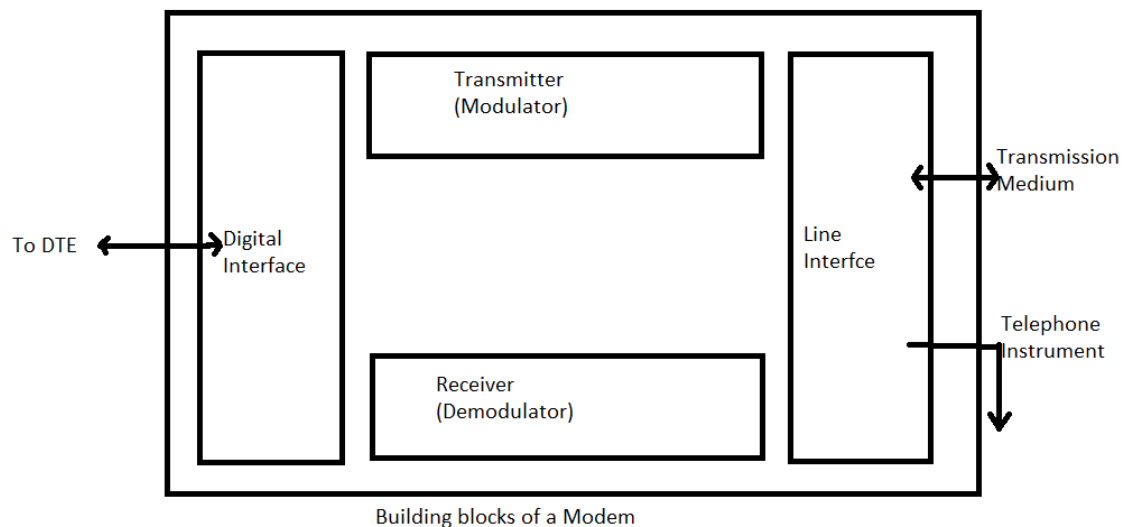 Transmitter
(Modulator)
Transmission
Medium
To DTE
Digital
Interface
Line
Interfce
Telephone
Instrument
Receiver
(Demodulator)
Building blocks of a Modem